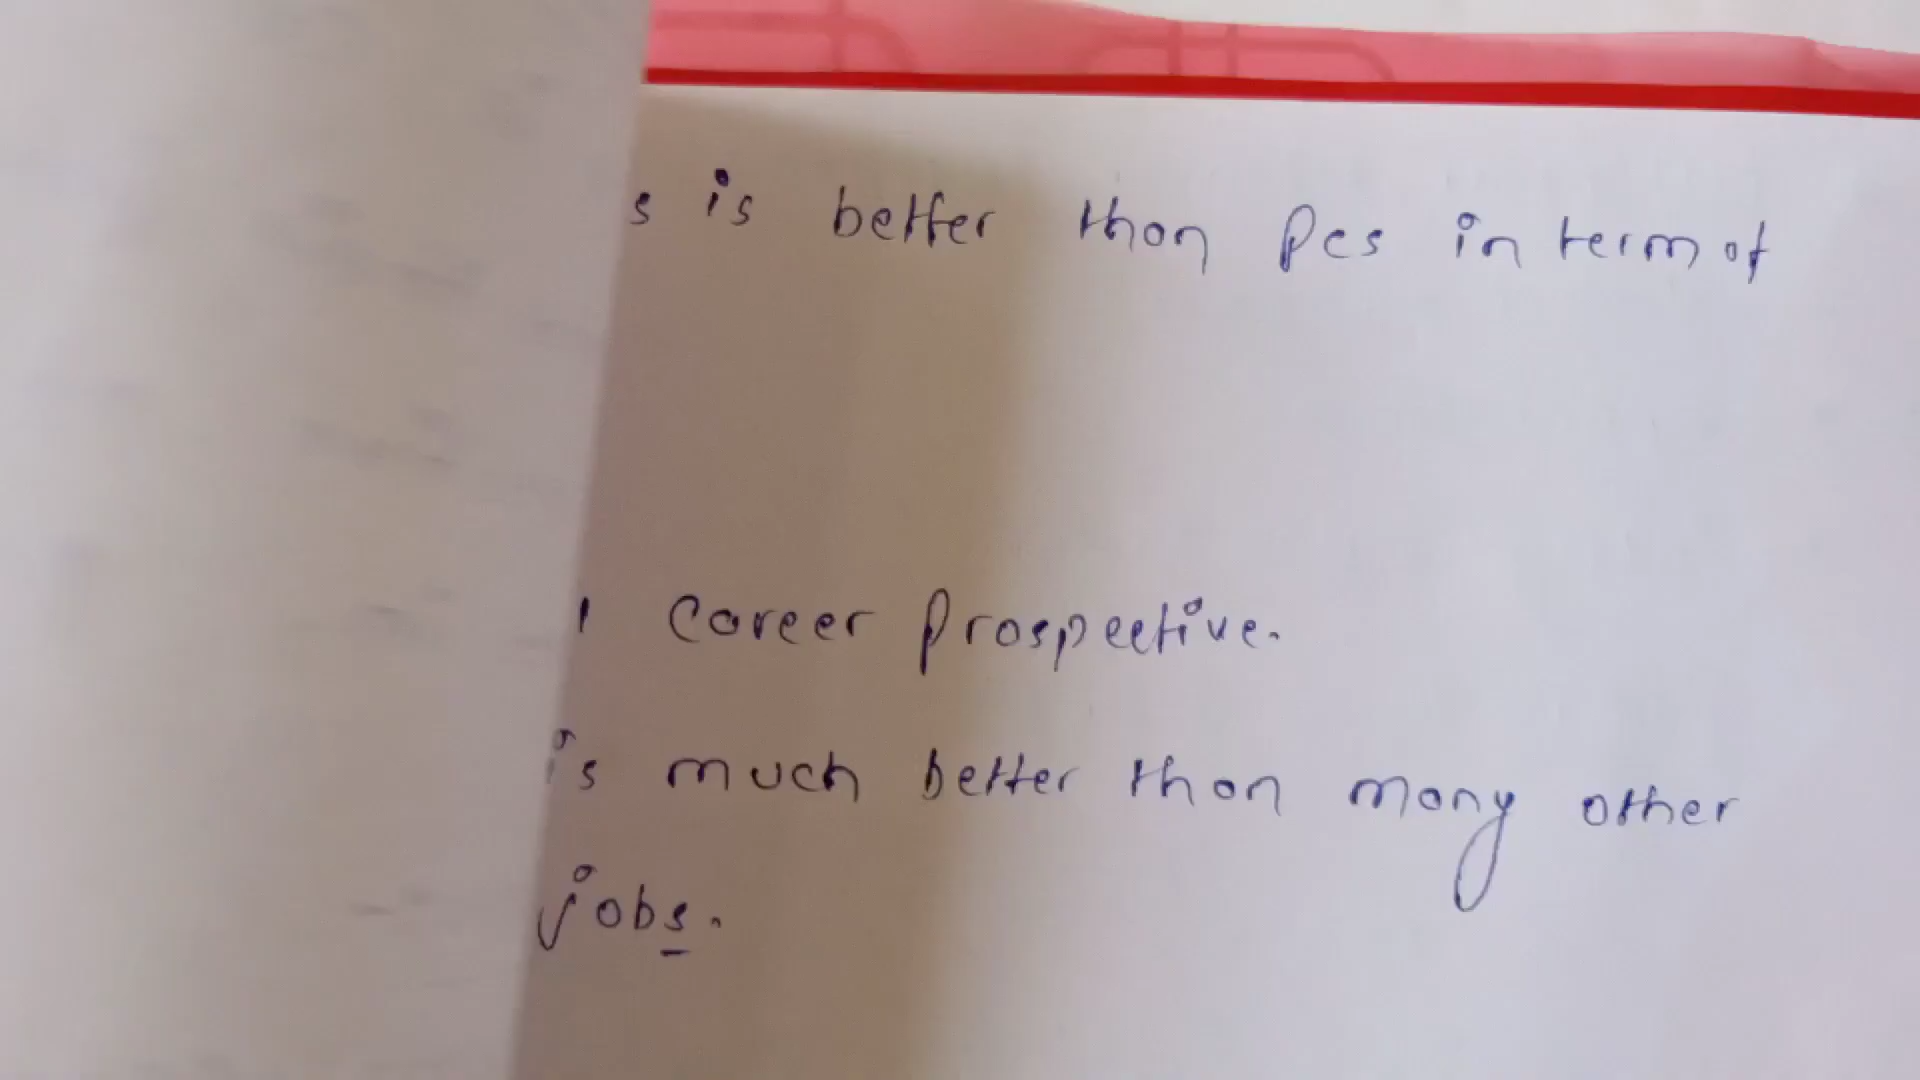 s is better than Pcs in term of
career prospective.
is much better than many other
jobs.